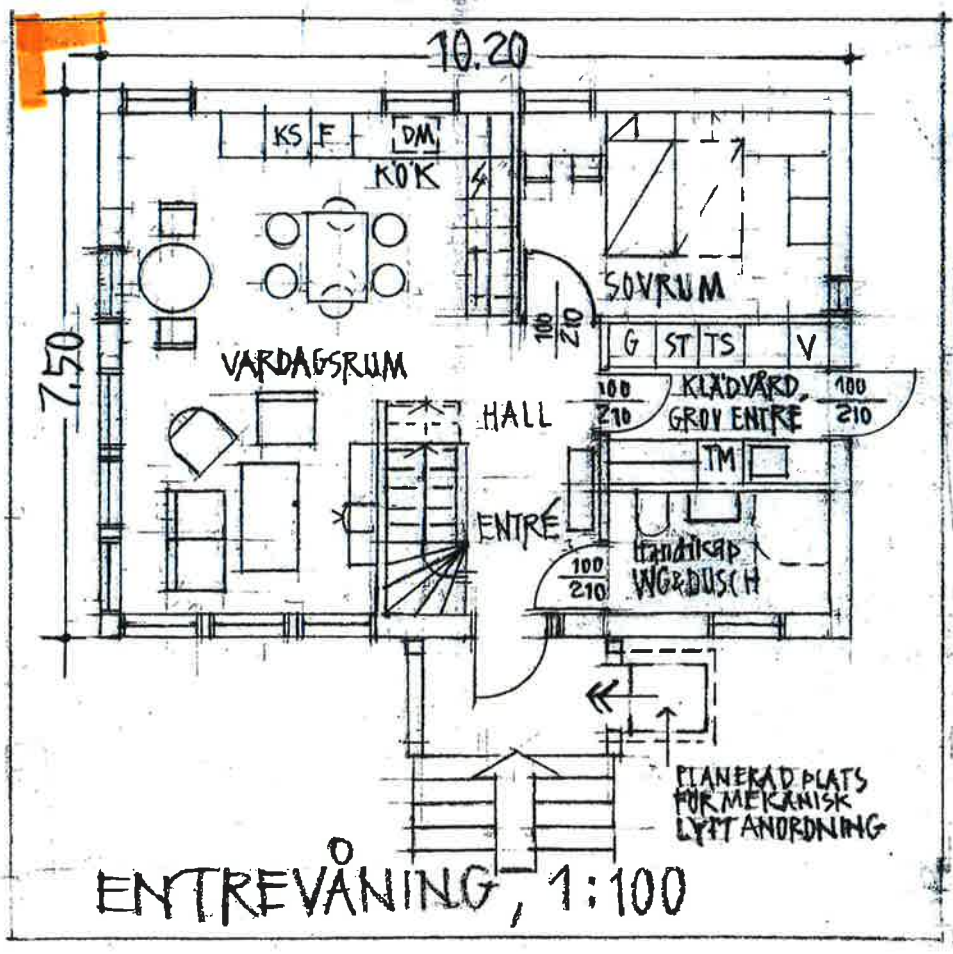 10.20
7.50
KS F DM
KÖK
SOVRUM
100
210
G ST TS V
VARDAGSRUM
100
210
KLÄDVÅRD,
GROV ENTRÉ
100
210
HALL
TM
ENTRÉ
Handikap
WC&DUSCH
100
210
PLANERAD PLATS
FÖR MEKANISK
LYFTANORDNING
ENTREVÅNING, 1:100